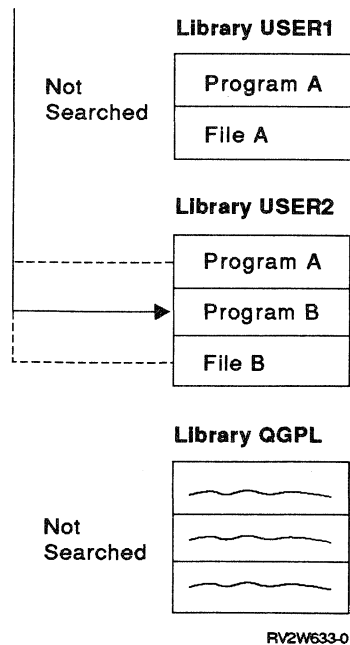 Library USER1
Not
Searched
Program A
File A
Library USER2
Program A
Program B
File B
Library QGPL
Not
Searched
RV2W633-0